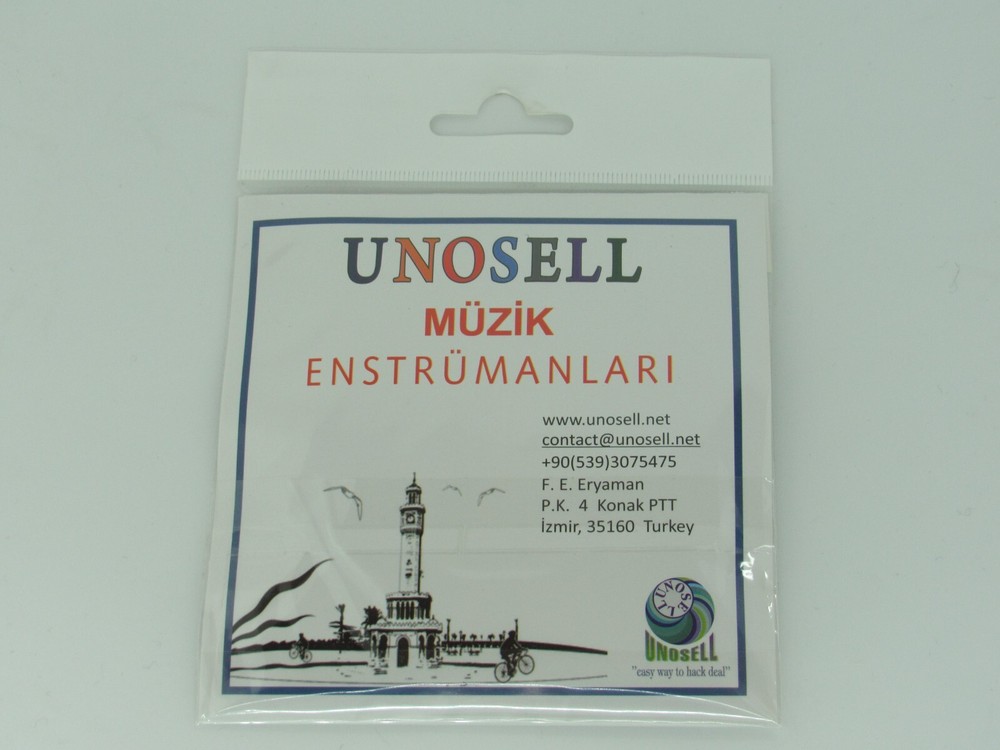 UNOSELL
MÜZİK
ENSTRÜMANLARI
www.unosell.net
contact@unosell.net
+90(539)3075475
F. E. Eryaman
P.K. 4 Konak PTT
İzmir, 35160 Turkey
UNOSELL
UNosELL
"easy way to hack deal"